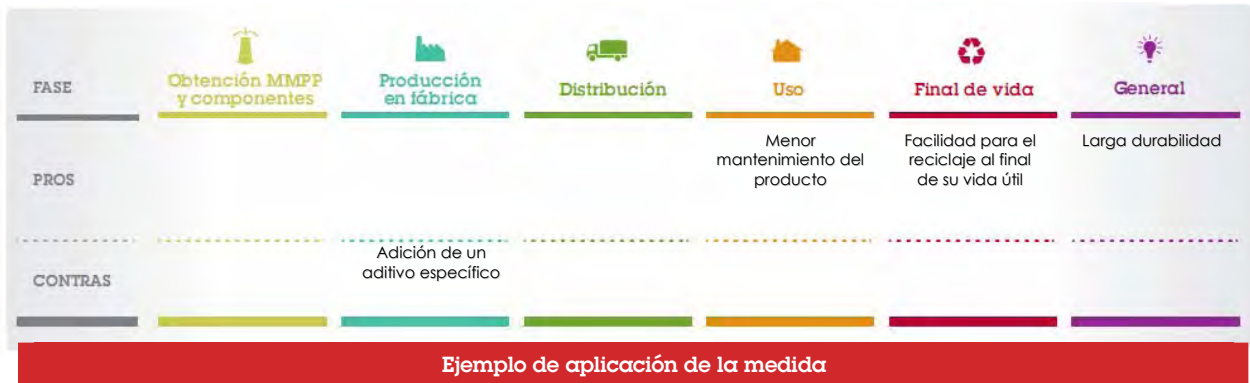 FASE
Obtención MMPP
y componentes
Producción
en fábrica
Distribución
Uso
Final de vida
General
PROS
Menor
mantenimiento del
producto
Facilidad para el
reciclaje al final
de su vida útil
Larga durabilidad
CONTRAS
Adición de un
aditivo específico
Ejemplo de aplicación de la medida